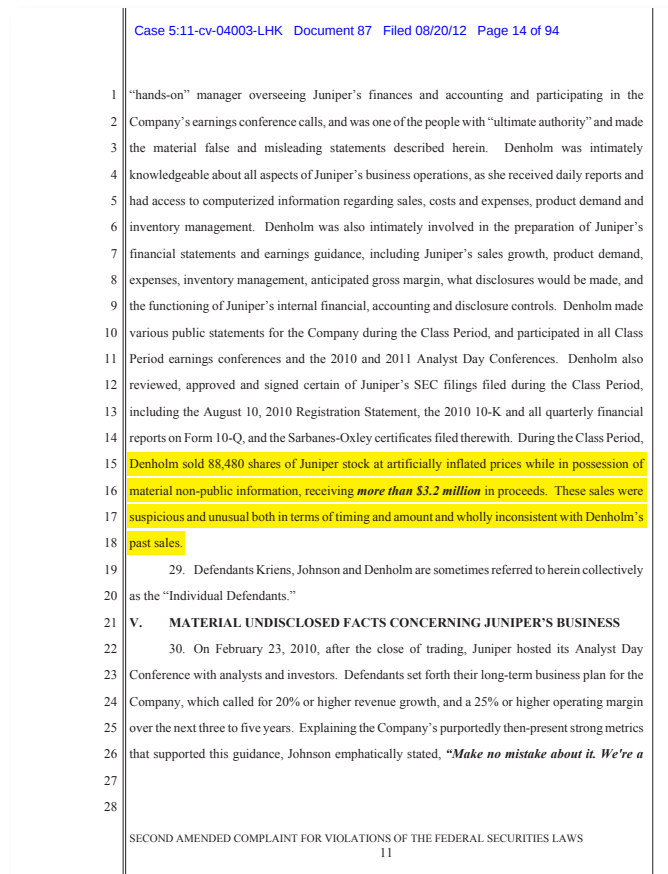 Case 5:11-cv-04003-LHK Document 87 Filed 08/20/12 Page 14 of 94
1 “hands-on” manager overseeing Juniper’s finances and accounting and participating in the
2 Company’s earnings conference calls, and was one of the people with “ultimate authority” and made
3 the material false and misleading statements described herein. Denholm was intimately
4 knowledgeable about all aspects of Juniper’s business operations, as she received daily reports and
5 had access to computerized information regarding sales, costs and expenses, product demand and
6 inventory management. Denholm was also intimately involved in the preparation of Juniper’s
7 financial statements and earnings guidance, including Juniper’s sales growth, product demand,
8 expenses, inventory management, anticipated gross margin, what disclosures would be made, and
9 the functioning of Juniper’s internal financial, accounting and disclosure controls. Denholm made
10 various public statements for the Company during the Class Period, and participated in all Class
11 Period earnings conferences and the 2010 and 2011 Analyst Day Conferences. Denholm also
12 reviewed, approved and signed certain of Juniper’s SEC filings filed during the Class Period,
13 including the August 10, 2010 Registration Statement, the 2010 10-K and all quarterly financial
14 reports on Form 10-Q, and the Sarbanes-Oxley certificates filed therewith. During the Class Period,
15 Denholm sold 88,480 shares of Juniper stock at artificially inflated prices while in possession of
16 material non-public information, receiving more than $3.2 million in proceeds. These sales were
17 suspicious and unusual both in terms of timing and amount and wholly inconsistent with Denholm’s
18 past sales.
19 29. Defendants Kriens, Johnson and Denholm are sometimes referred to herein collectively
20 as the “Individual Defendants.”
21 V. MATERIAL UNDISCLOSED FACTS CONCERNING JUNIPER’S BUSINESS
22 30. On February 23, 2010, after the close of trading, Juniper hosted its Analyst Day
23 Conference with analysts and investors. Defendants set forth their long-term business plan for the
24 Company, which called for 20% or higher revenue growth, and a 25% or higher operating margin
25 over the next three to five years. Explaining the Company’s purportedly then-present strong metrics
26 that supported this guidance, Johnson emphatically stated, “Make no mistake about it. We're a
27
28
SECOND AMENDED COMPLAINT FOR VIOLATIONS OF THE FEDERAL SECURITIES LAWS
11